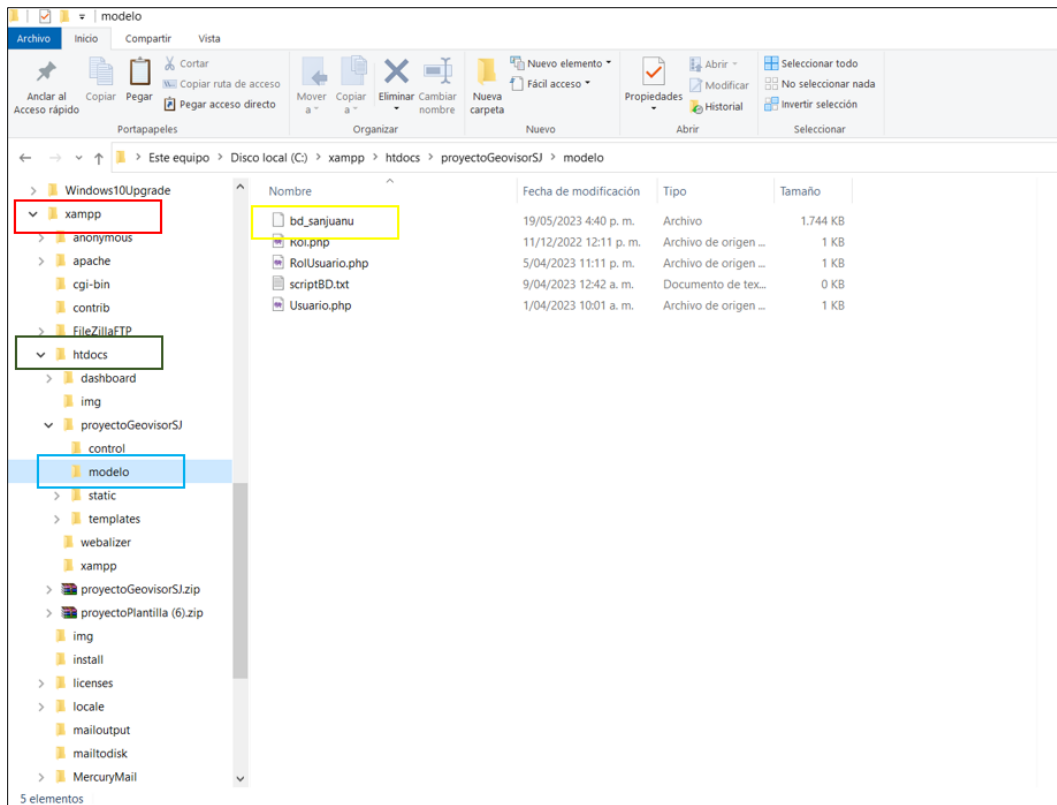 modelo
Archivo Inicio Compartir Vista
Anclar al Acceso rápido
Copiar
Pegar
Cortar
Copiar ruta de acceso
Pegar acceso directo
Portapapeles
Mover a
Copiar a
Eliminar
Cambiar nombre
Organizar
Nueva carpeta
Nuevo elemento
Fácil acceso
Nuevo
Propiedades
Abrir
Modificar
Historial
Abrir
Seleccionar todo
No seleccionar nada
Invertir selección
Seleccionar
Este equipo > Disco local (C:) > xampp > htdocs > proyectoGeovisorSJ > modelo
Windows10Upgrade
xampp
anonymous
apache
cgi-bin
contrib
FileZillaFTP
htdocs
dashboard
img
proyectoGeovisorSJ
control
modelo
static
templates
webalizer
xampp
proyectoGeovisorSJ.zip
proyectoPlantilla (6).zip
img
install
licenses
locale
mailoutput
mailtodisk
MercuryMail
Nombre Fecha de modificación Tipo Tamaño
bd_sanjuanu 19/05/2023 4:40 p. m. Archivo 1.744 KB
Rol.php 11/12/2022 12:11 p. m. Archivo de origen ... 1 KB
RolUsuario.php 5/04/2023 11:11 p. m. Archivo de origen ... 1 KB
scriptBD.txt 9/04/2023 12:42 a. m. Documento de tex... 0 KB
Usuario.php 1/04/2023 10:01 a. m. Archivo de origen ... 1 KB
5 elementos